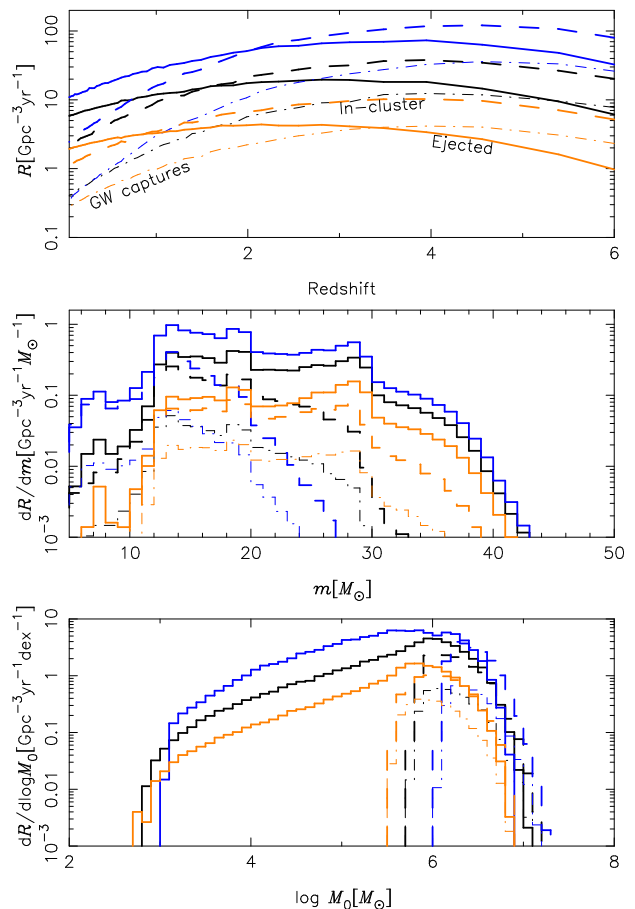 100
10
1
0.1
R[Gpc⁻³yr⁻¹]
In-cluster
Ejected
GW captures
2
4
6
Redshift
1
0.1
0.01
10⁻³
dR/dm[Gpc⁻³yr⁻¹M⊙⁻¹]
10
20
30
40
50
m[M⊙]
10
1
0.1
0.01
10⁻³
dR/dlogM₀[Gpc⁻³yr⁻¹dex⁻¹]
2
4
6
8
log M₀[M⊙]